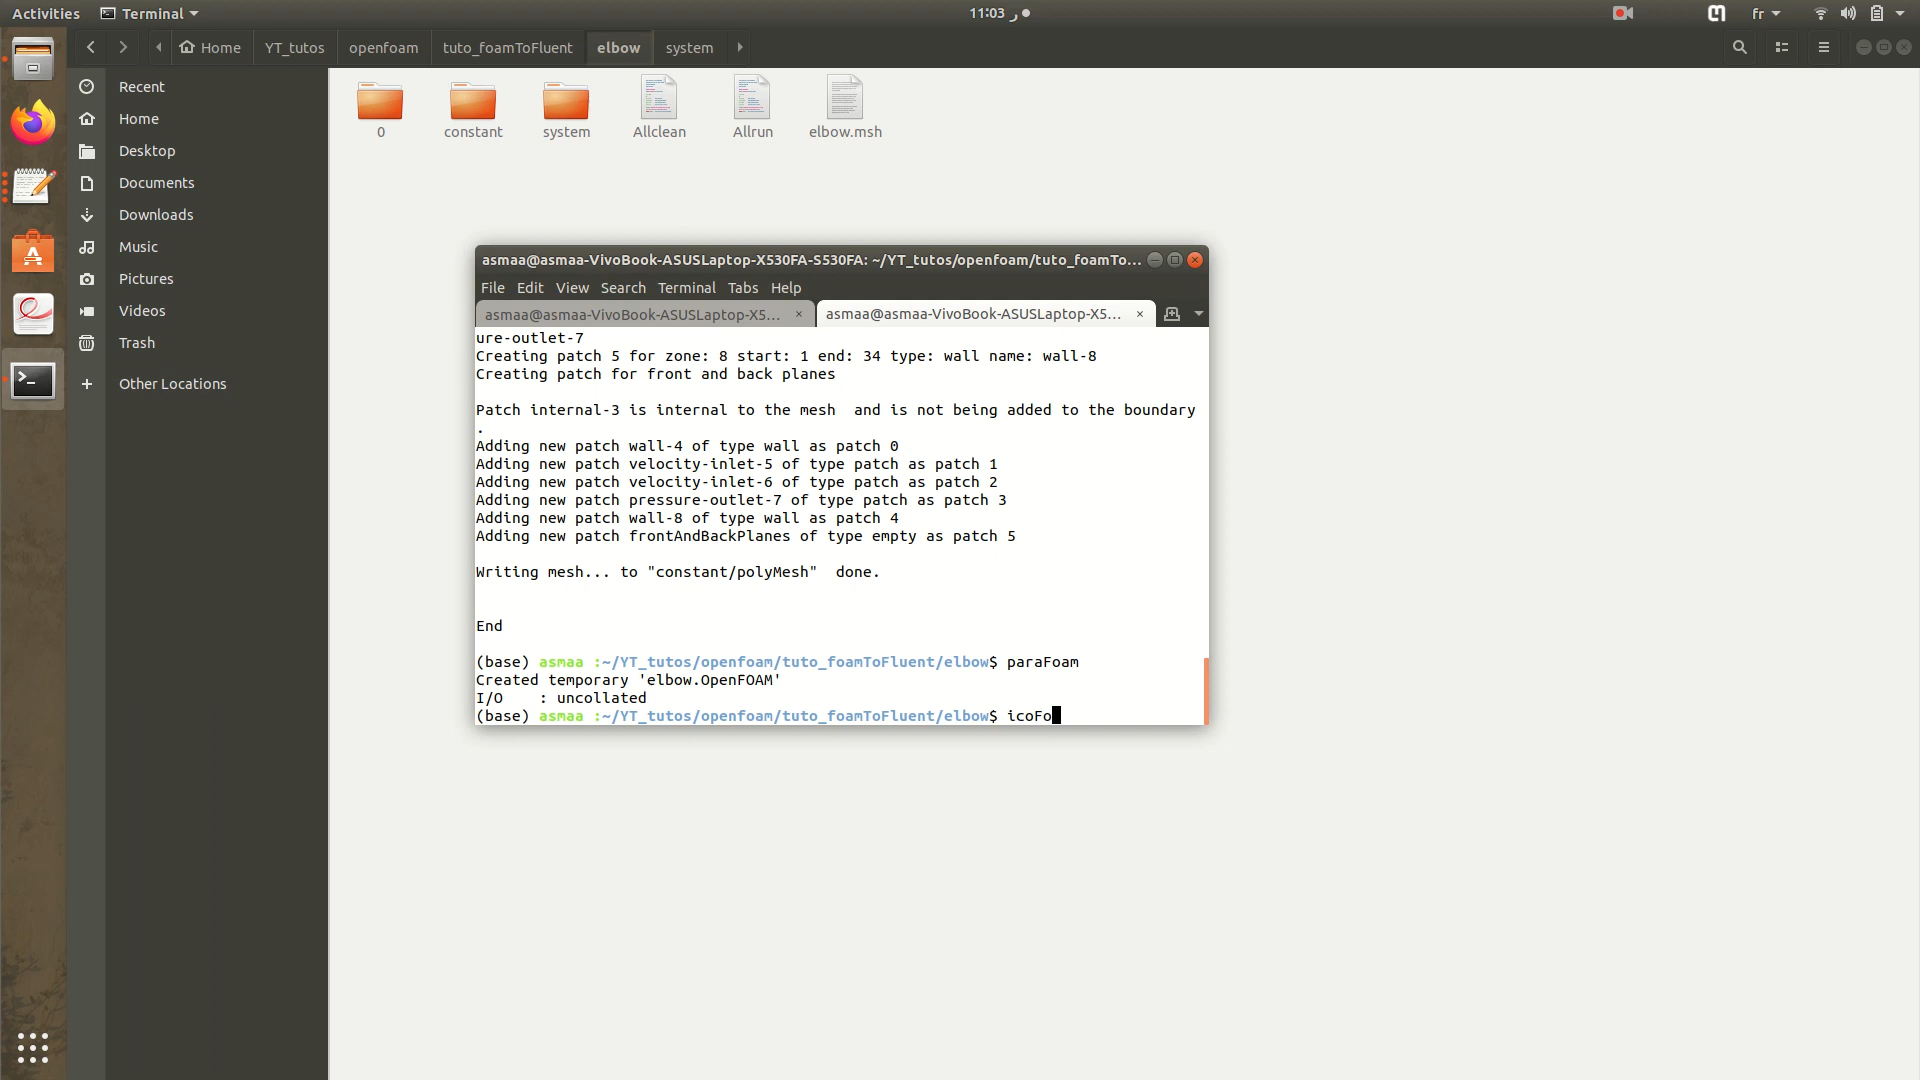 Activities
Terminal
11:03 ر
fr
Home
YT_tutos
openfoam
tuto_foamToFluent
elbow
system
Recent
Home
Desktop
Documents
Downloads
Music
Pictures
Videos
Trash
Other Locations
0
constant
system
Allclean
Allrun
elbow.msh
asmaa@asmaa-VivoBook-ASUSLaptop-X530FA-S530FA: ~/YT_tutos/openfoam/tuto_foamTo...
File Edit View Search Terminal Tabs Help
asmaa@asmaa-VivoBook-ASUSLaptop-X5...
asmaa@asmaa-VivoBook-ASUSLaptop-X5...
ure-outlet-7
Creating patch 5 for zone: 8 start: 1 end: 34 type: wall name: wall-8
Creating patch for front and back planes
Patch internal-3 is internal to the mesh  and is not being added to the boundary
.
Adding new patch wall-4 of type wall as patch 0
Adding new patch velocity-inlet-5 of type patch as patch 1
Adding new patch velocity-inlet-6 of type patch as patch 2
Adding new patch pressure-outlet-7 of type patch as patch 3
Adding new patch wall-8 of type wall as patch 4
Adding new patch frontAndBackPlanes of type empty as patch 5
Writing mesh... to "constant/polyMesh"  done.
End
(base) asmaa :~/YT_tutos/openfoam/tuto_foamToFluent/elbow$ paraFoam
Created temporary 'elbow.OpenFOAM'
I/O    : uncollated
(base) asmaa :~/YT_tutos/openfoam/tuto_foamToFluent/elbow$ icoFo